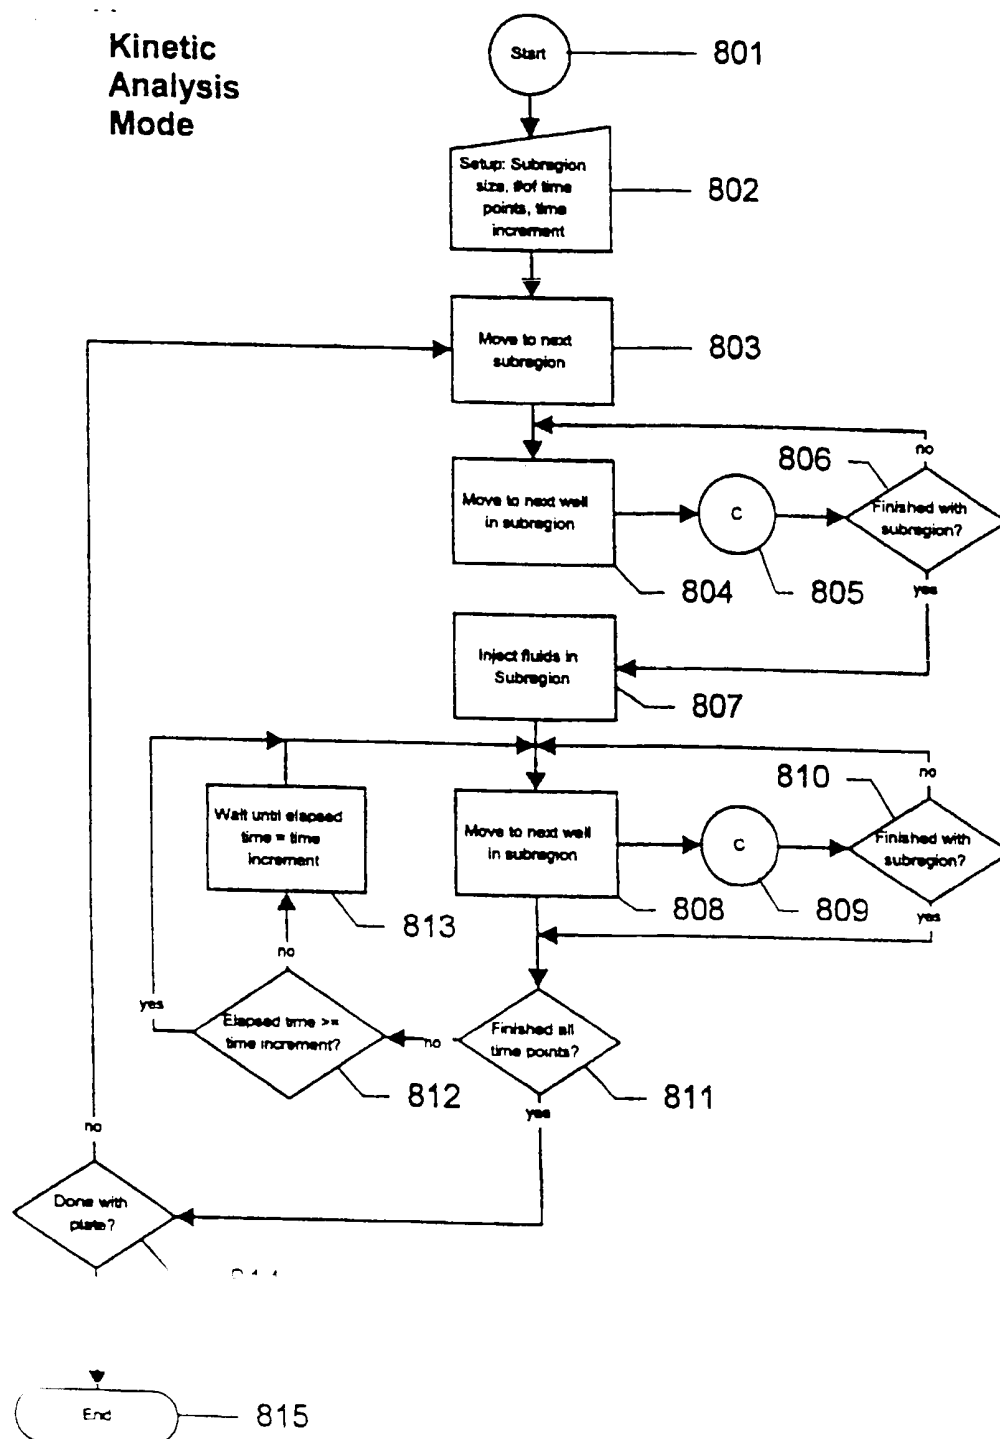 Kinetic
Analysis
Mode
Start
801
Setup: Subregion
size, #of time
points, time
increment
802
Move to next
subregion
803
no
806
Finished with
subregion?
Move to next well
in subregion
C
804
805
yes
Inject fluids in
Subregion
807
no
810
Wait until elapsed
time = time
increment
Move to next well
in subregion
C
Finished with
subregion?
813
808
809
yes
no
yes
Elapsed time >=
time increment?
no
Finished all
time points?
812
811
yes
no
Done with
plate?
End
815